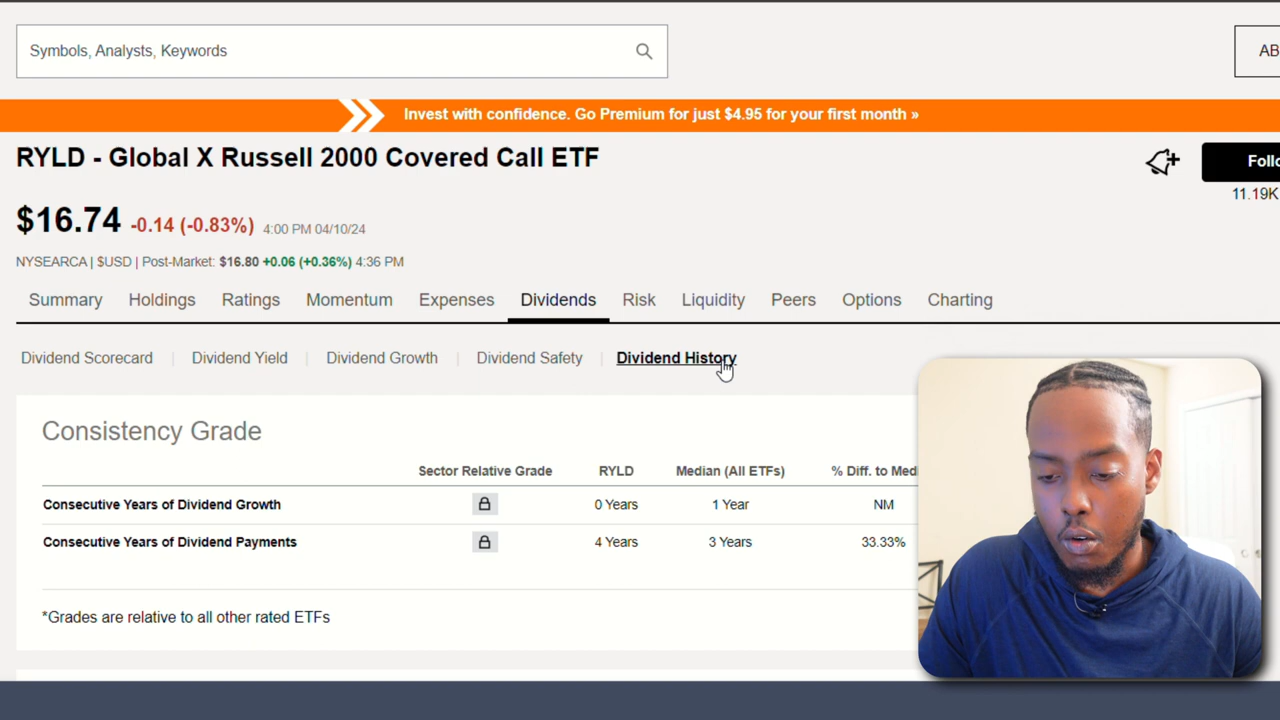 Symbols, Analysts, Keywords
AB
Invest with confidence. Go Premium for just $4.95 for your first month »
RYLD - Global X Russell 2000 Covered Call ETF
Follo
$16.74 -0.14 (-0.83%) 4:00 PM 04/10/24
11.19K
NYSEARCA | $USD | Post-Market: $16.80 +0.06 (+0.36%) 4:36 PM
Summary Holdings Ratings Momentum Expenses Dividends Risk Liquidity Peers Options Charting
Dividend Scorecard | Dividend Yield | Dividend Growth | Dividend Safety | Dividend History
Consistency Grade
Sector Relative Grade RYLD Median (All ETFs) % Diff. to Med
Consecutive Years of Dividend Growth 0 Years 1 Year NM
Consecutive Years of Dividend Payments 4 Years 3 Years 33.33%
*Grades are relative to all other rated ETFs